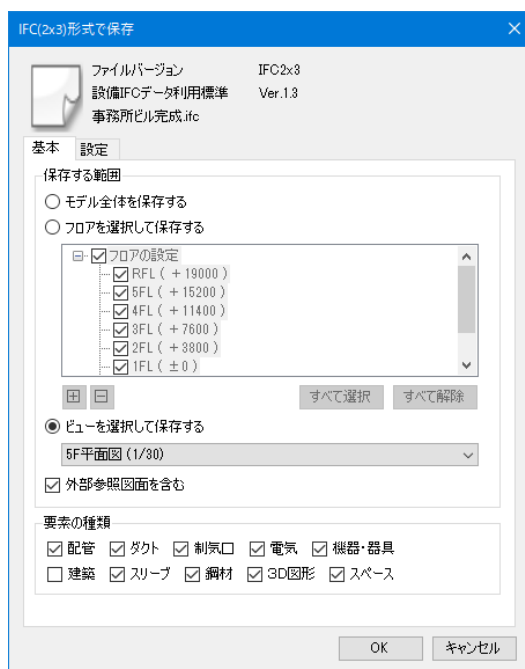 IFC(2x3)形式で保存
ファイルバージョン IFC2x3
設備IFCデータ利用標準 Ver.1.3
事務所ビル完成.ifc
基本 設定
保存する範囲
モデル全体を保存する
フロアを選択して保存する
フロアの設定
RFL ( +19000 )
5FL ( +15200 )
4FL ( +11400 )
3FL ( +7600 )
2FL ( +3800 )
1FL ( ±0 )
すべて選択 すべて解除
ビューを選択して保存する
5F平面図 (1/30)
外部参照図面を含む
要素の種類
配管 ダクト 制気口 電気 機器・器具
建築 スリーブ 鋼材 3D図形 スペース
OK キャンセル